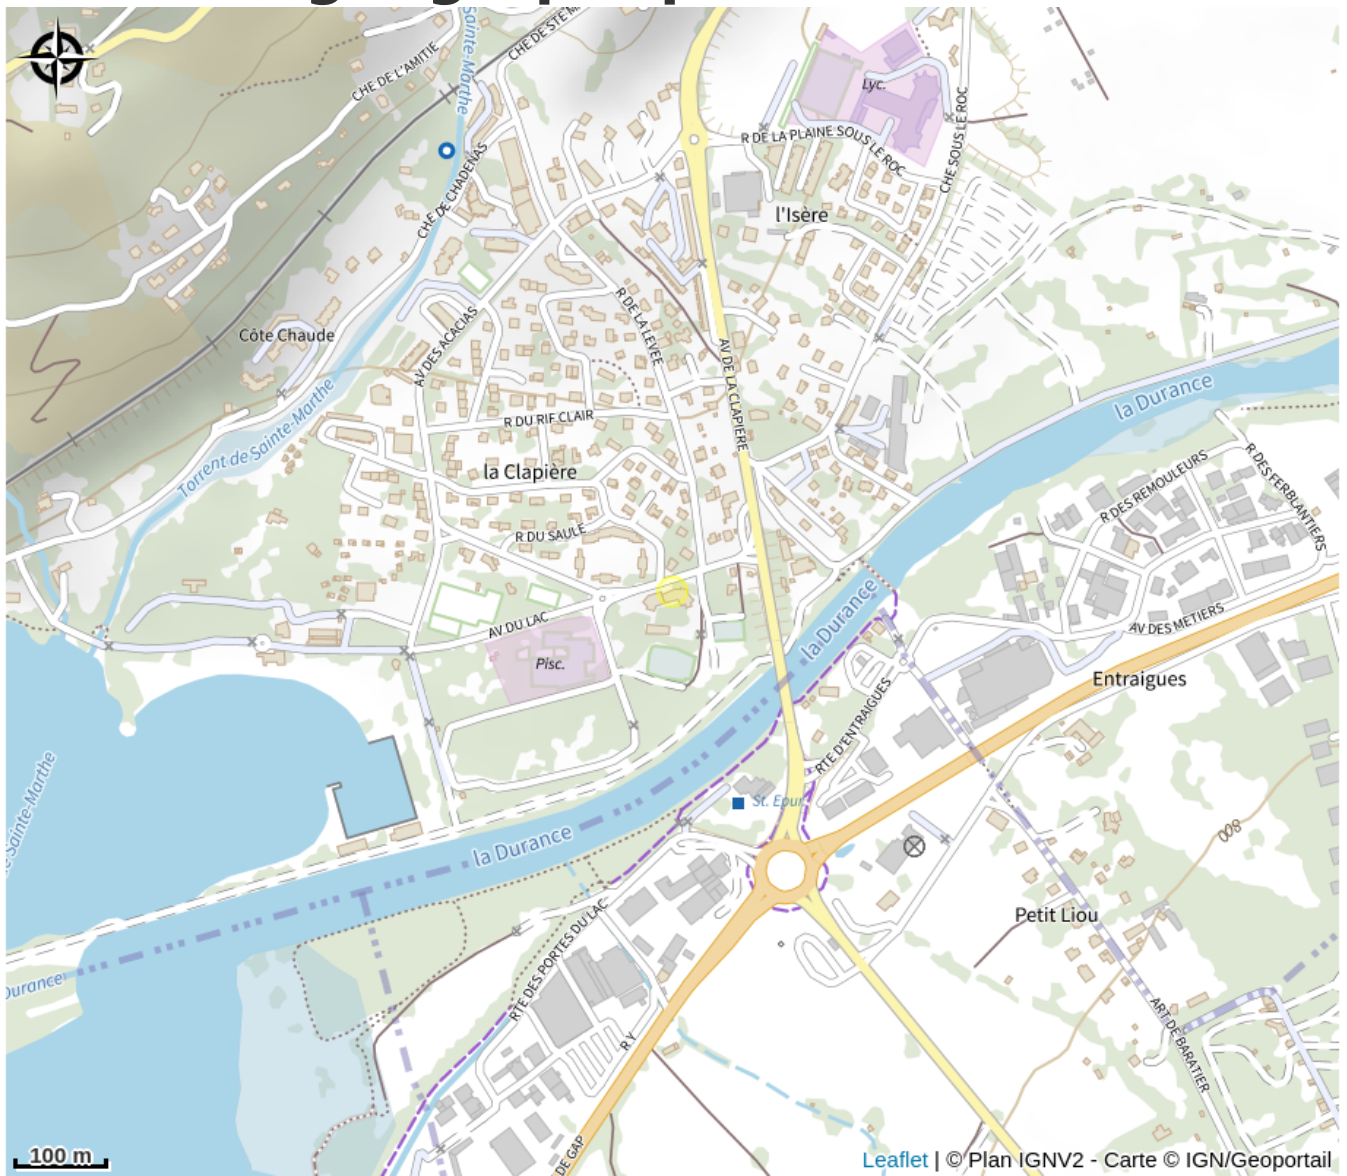 Sainte-Marthe
CHE DE STE M
CHE DE L'AMITIE
Lyc.
R DE LA PLAINE SOUS LE ROC
CHE SOUS LE ROC
CHE DE CHADENAS
l'Isère
R DE LA LEVEE
Côte Chaude
AV DES ACACIAS
AV DE LA CLAPIERE
la Durance
Torrent de Sainte-Marthe
R DU RIF CLAIR
la Clapière
R DES REMOULEURS
R DES FERBLANTIERS
R DU SAULE
la Durance
AV DU LAC
AV DES METIERS
Pisc.
Entraigues
RTE D'ENTRAIGUES
Sainte-Marthe
St. Epur.
la Durance
800
Petit Liou
RTE DES PORTES DU LAC
Durance
ART DE BARATIER
R Y
DE GAP
100 m
Leaflet | © Plan IGNV2 - Carte © IGN/Geoportail